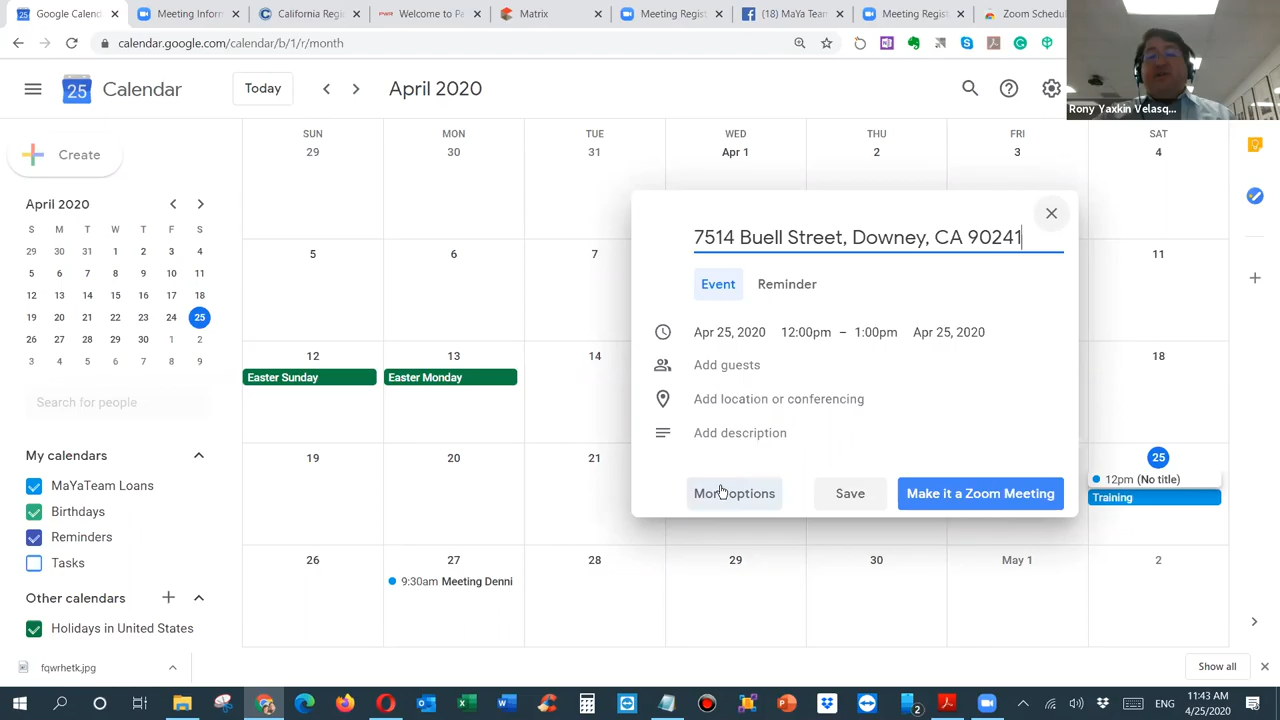 Calendar
Meeting Inform
California Regi
Welcome to Pa
Matrix
Meeting Regist
(18) MaYa Team
Meeting Regist
Zoom Schedu
calendar.google.com/calendar/b/1/r/month
25
Calendar
Today
April 2020
Rony Yaxkin Velasq...
Create
SUN
MON
TUE
WED
THU
FRI
SAT
29
30
31
Apr 1
2
3
4
April 2020
S M T W T F S
29 30 31 1 2 3 4
5 6 7 8 9 10 11
12 13 14 15 16 17 18
19 20 21 22 23 24 25
26 27 28 29 30 1 2
3 4 5 6 7 8 9
5
6
7
11
7514 Buell Street, Downey, CA 90241
Event
Reminder
Apr 25, 2020 12:00pm – 1:00pm Apr 25, 2020
Add guests
Add location or conferencing
Add description
More options
Save
Make it a Zoom Meeting
12
13
14
18
Easter Sunday
Easter Monday
Search for people
My calendars
MaYaTeam Loans
Birthdays
Reminders
Tasks
Other calendars
Holidays in United States
19
20
21
25
12pm (No title)
Training
26
27
28
29
30
May 1
2
9:30am Meeting Denni
fqwrhetk.jpg
Show all
2
ENG
11:43 AM
4/25/2020